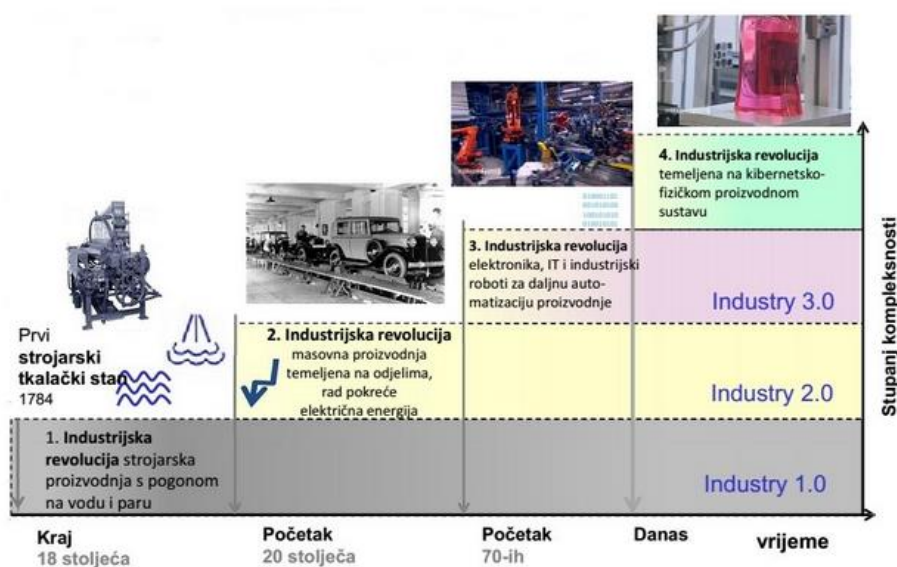 4. Industrijska revolucija
temeljena na kibernetsko-
fizičkom proizvodnom
sustavu
3. Industrijska revolucija
elektronika, IT i industrijski
roboti za daljnu auto-
matizaciju proizvodnje
Industry 3.0
2. Industrijska revolucija
masovna proizvodnja
temeljena na odjelima,
rad pokreće
električna energija
Industry 2.0
Prvi
strojarski
tkalački stan
1784
1. Industrijska
revolucija strojarska
proizvodnja s pogonom
na vodu i paru
Industry 1.0
Stupanj kompleksnosti
Kraj
18 stoljeća
Početak
20 stolječa
Početak
70-ih
Danas
vrijeme